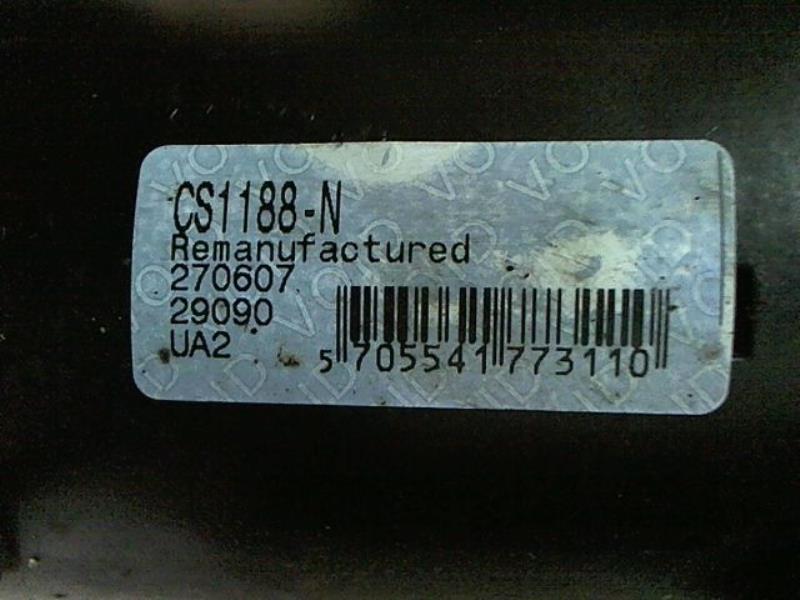 CS1188-N
Remanufactured
270607
29090
UA2
5 705541 773110